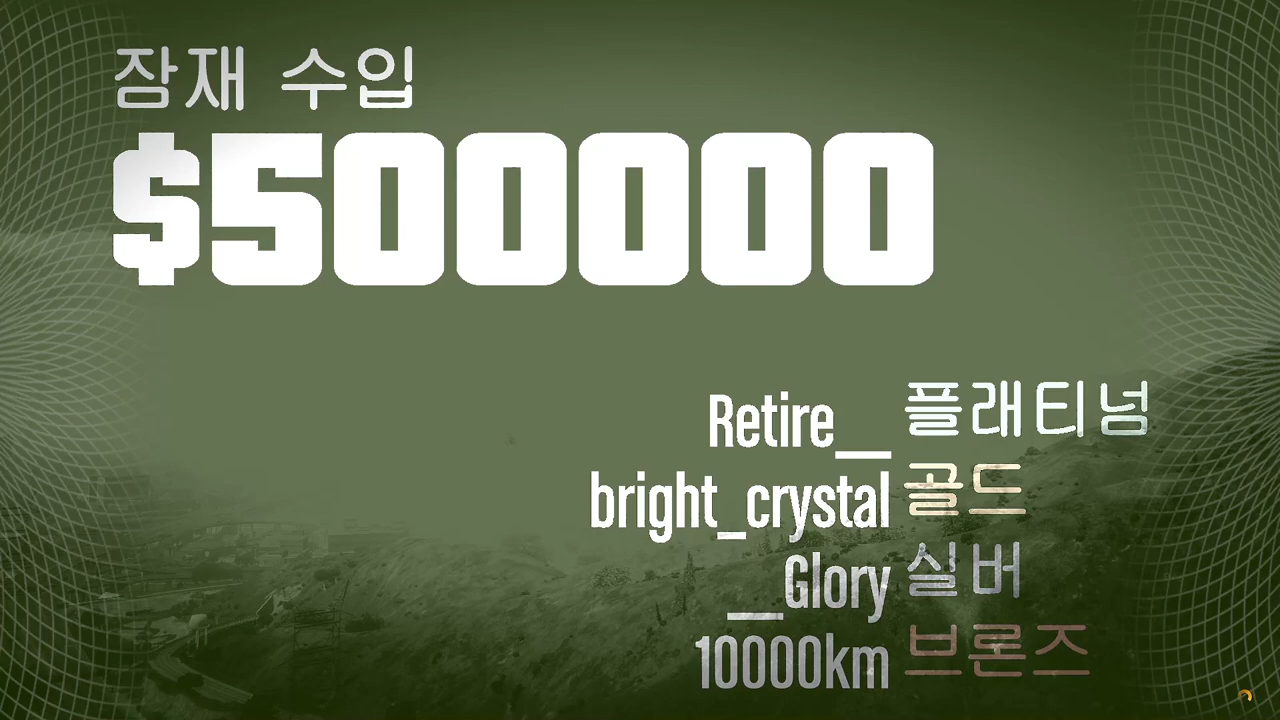 잠재 수입
$500000
Retire__ 플래티넘
bright_crystal 골드
__Glory 실버
10000km 브론즈